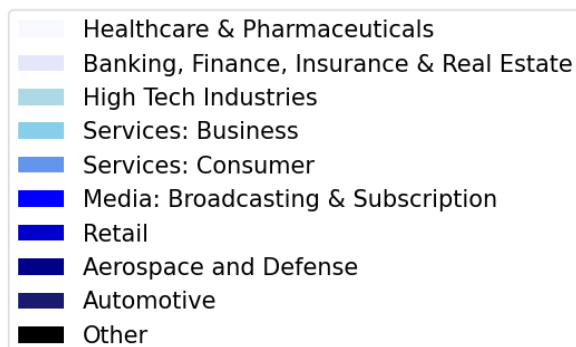 Healthcare & Pharmaceuticals
Banking, Finance, Insurance & Real Estate
High Tech Industries
Services: Business
Services: Consumer
Media: Broadcasting & Subscription
Retail
Aerospace and Defense
Automotive
Other